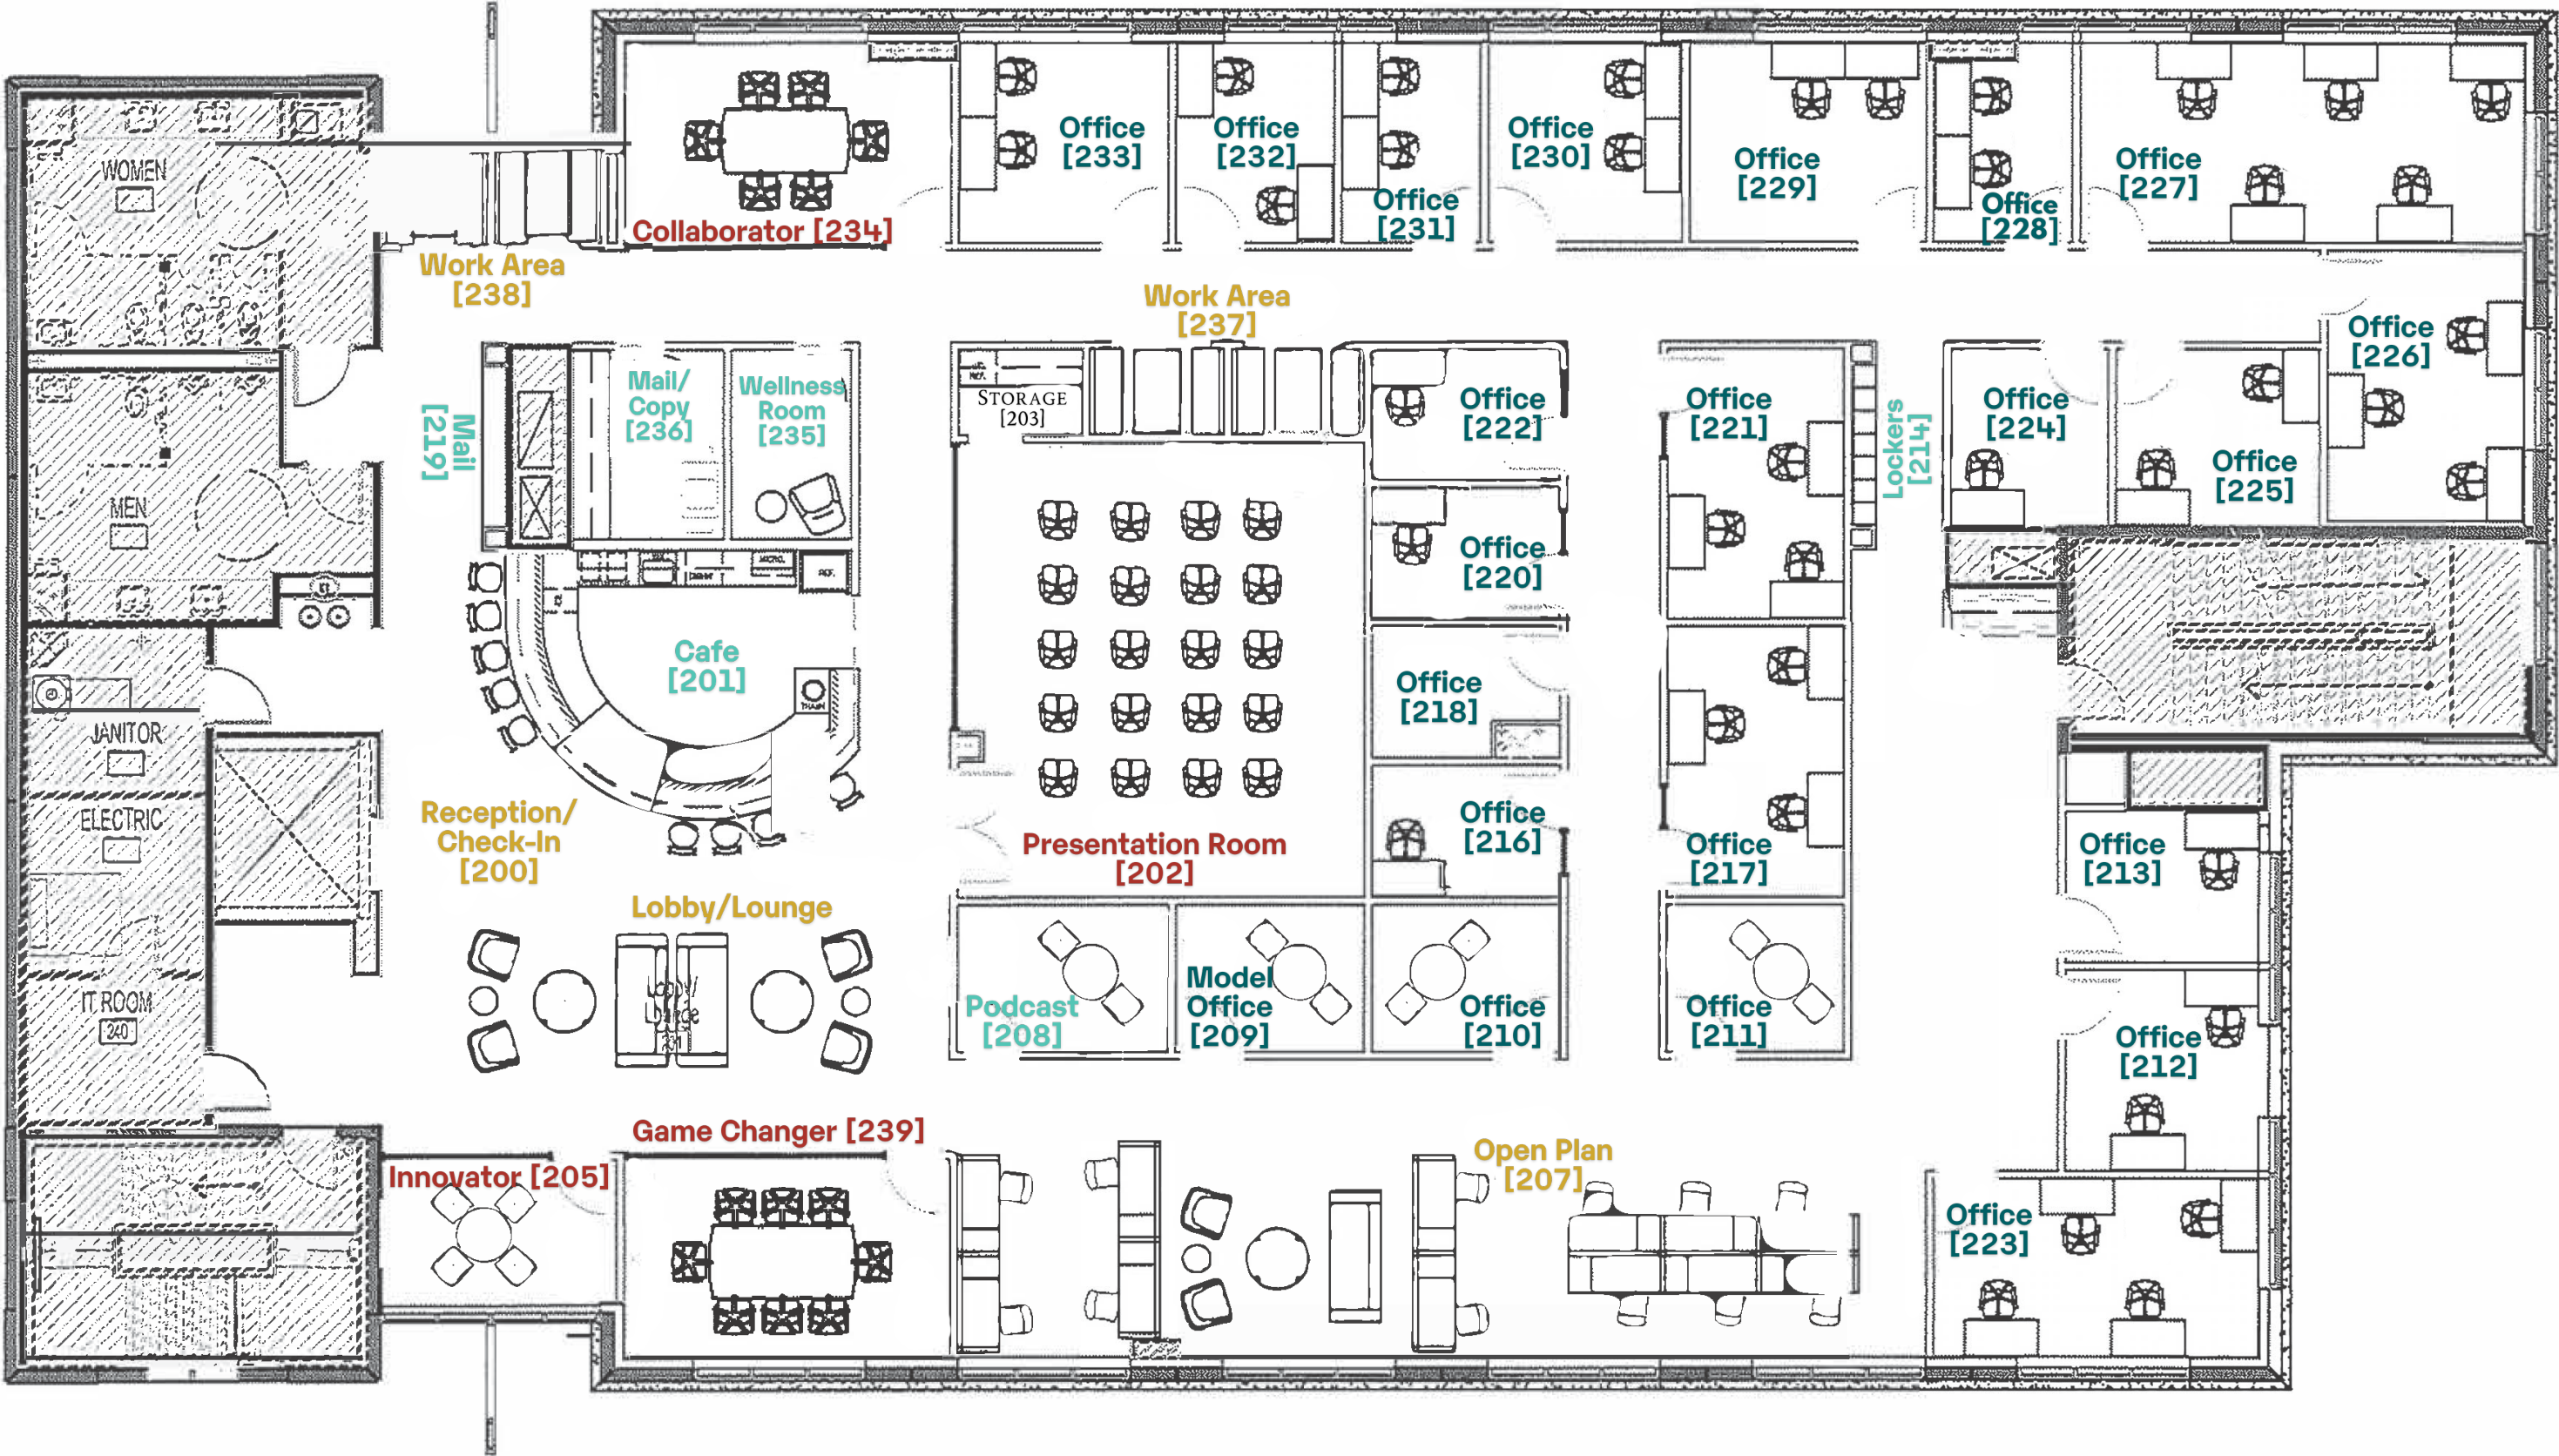 WOMEN
Collaborator [234]
Work Area
[238]
Office
[233]
Office
[232]
Office
[231]
Office
[230]
Office
[229]
Office
[228]
Office
[227]
Work Area
[237]
Office
[226]
Mail
[219]
Mail/
Copy
[236]
Wellness
Room
[235]
STORAGE
[203]
Office
[222]
Office
[221]
Lockers
[214]
Office
[224]
Office
[225]
MEN
Office
[220]
REF.
Cafe
[201]
Office
[218]
JANITOR
ELECTRIC
Reception/
Check-In
[200]
Presentation Room
[202]
Office
[216]
Office
[217]
Office
[213]
Lobby/Lounge
IT ROOM
240
Podcast
[208]
Model
Office
[209]
Office
[210]
Office
[211]
Office
[212]
Game Changer [239]
Innovator [205]
Open Plan
[207]
Office
[223]